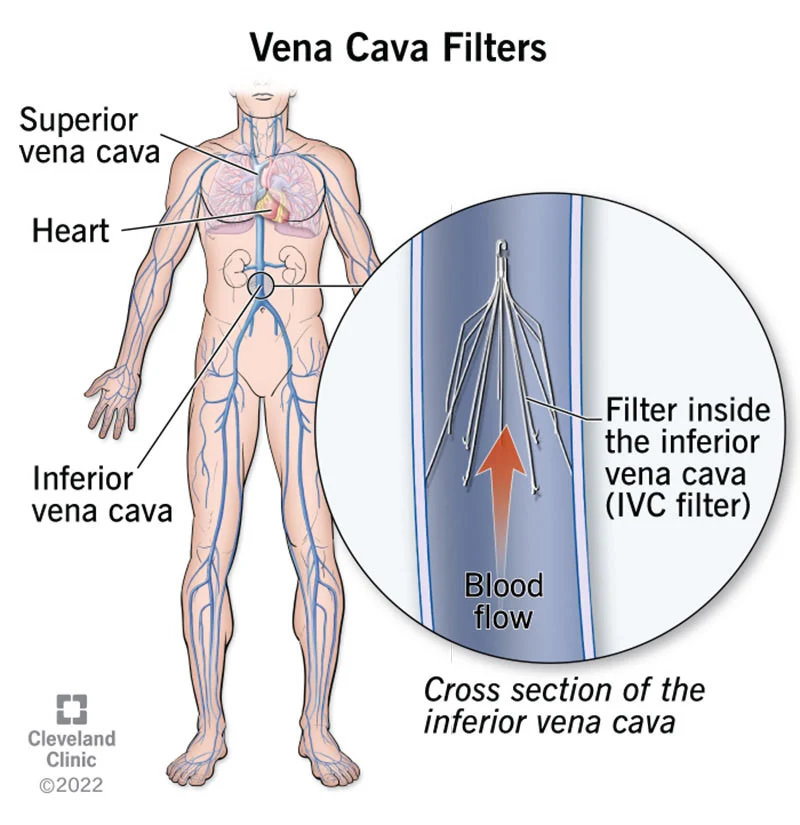 Vena Cava Filters
Superior
vena cava
Heart
Inferior
vena cava
Filter inside
the inferior
vena cava
(IVC filter)
Blood
flow
Cross section of the
inferior vena cava
Cleveland
Clinic
©2022